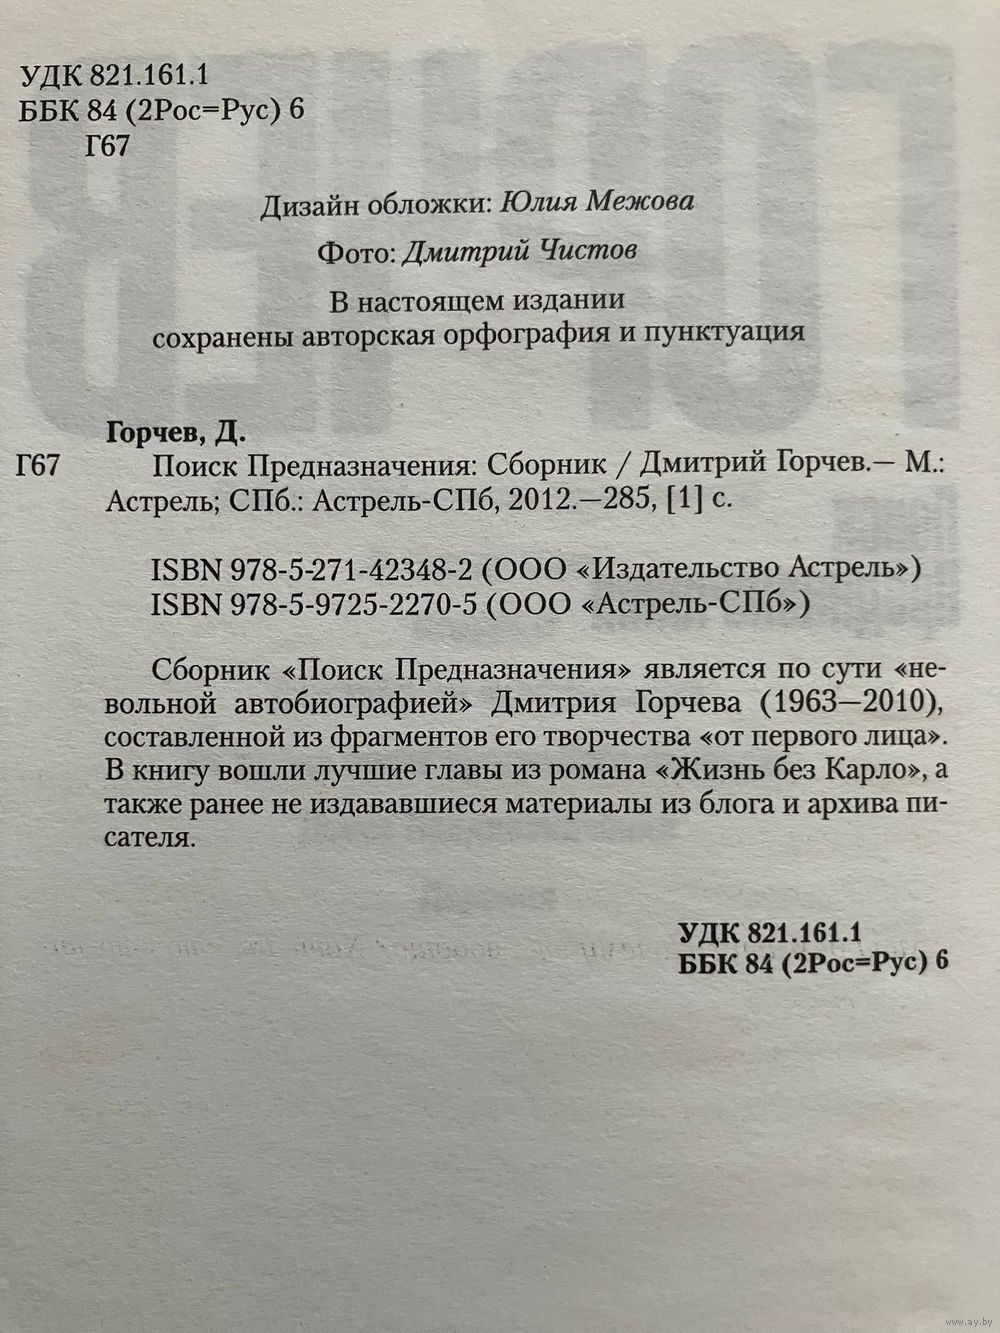 УДК 821.161.1
ББК 84 (2Рос=Рус) 6
Г67
Дизайн обложки: Юлия Межова
Фото: Дмитрий Чистов
В настоящем издании
сохранены авторская орфография и пунктуация
Горчев, Д.
Г67 Поиск Предназначения: Сборник / Дмитрий Горчев.— М.:
Астрель; СПб.: Астрель-СПб, 2012.—285, [1] с.
ISBN 978-5-271-42348-2 (ООО «Издательство Астрель»)
ISBN 978-5-9725-2270-5 (ООО «Астрель-СПб»)
Сборник «Поиск Предназначения» является по сути «не-
вольной автобиографией» Дмитрия Горчева (1963—2010),
составленной из фрагментов его творчества «от первого лица».
В книгу вошли лучшие главы из романа «Жизнь без Карло», а
также ранее не издававшиеся материалы из блога и архива пи-
сателя.
УДК 821.161.1
ББК 84 (2Рос=Рус) 6
www.ay.by